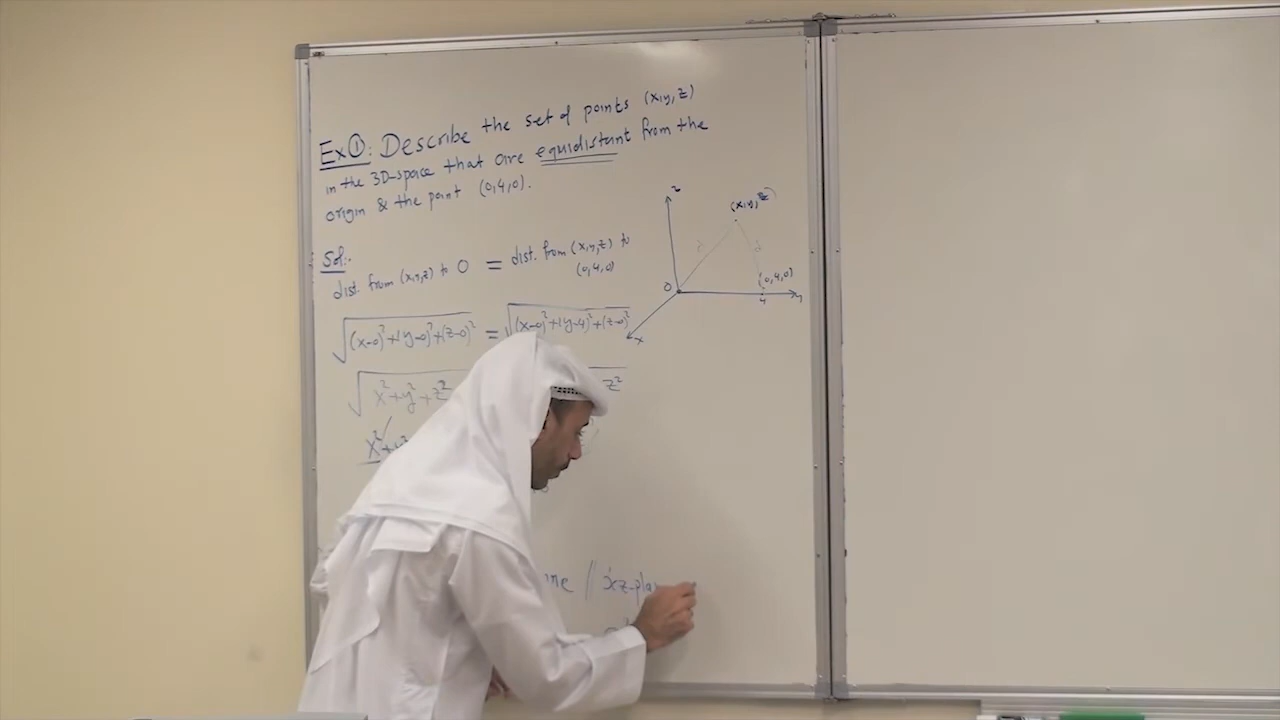 Ex①: Describe the set of points (x,y,z)
in the 3D-space that are equidistant from the
origin & the point (0,4,0).
Sol:-
dist. from (x,y,z) to O = dist. from (x,y,z) to
(0,4,0)
√(x-0)²+(y-0)²+(z-0)² = √(x-0)²+(y-4)²+(z-0)²
√x²+y²+z²
z²
x²+
// xz-pla
z
(x,y,z)
(0,4,0)
O
4
y
x